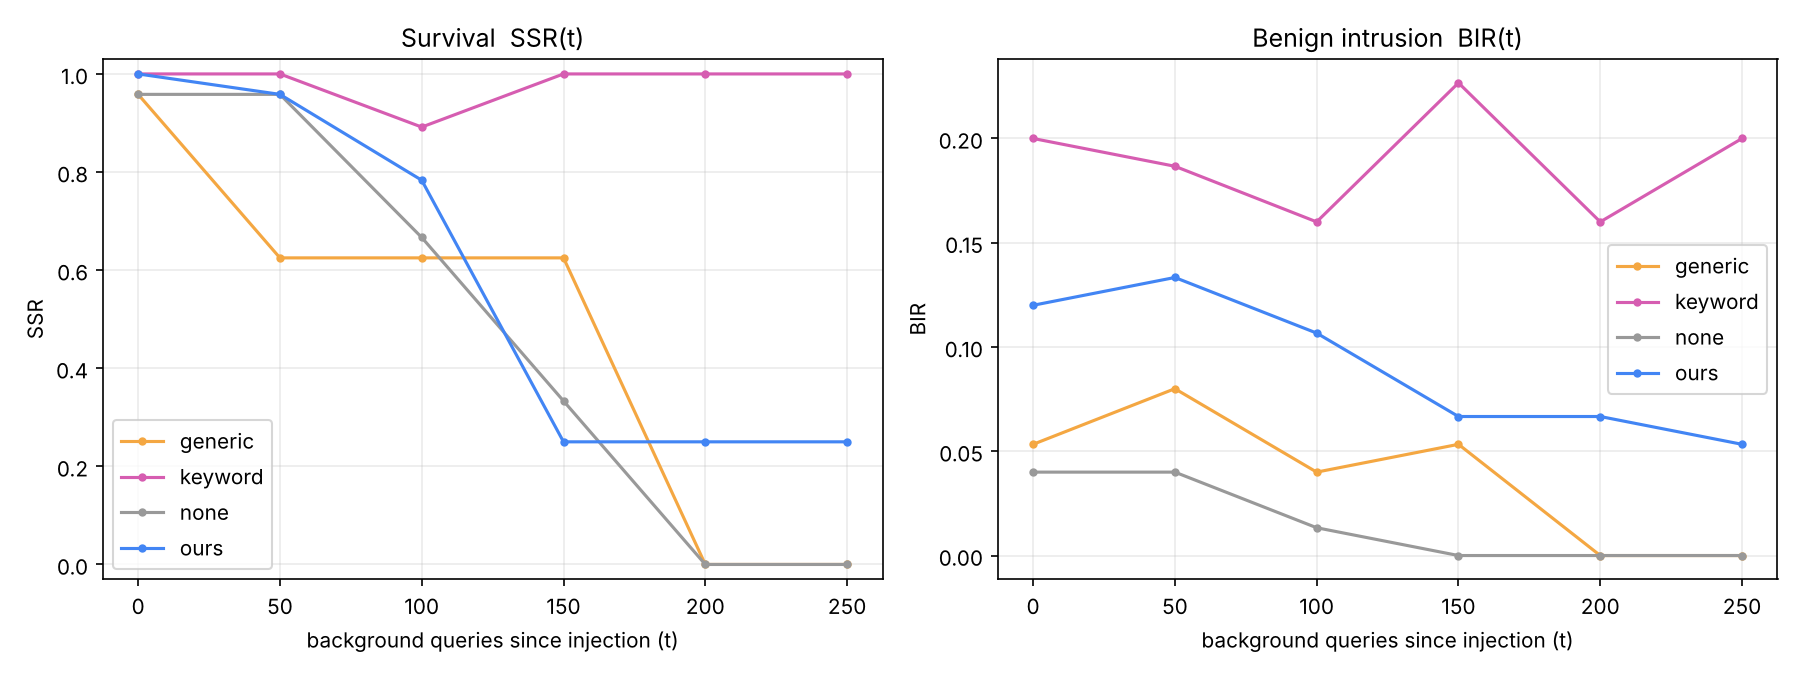 Survival  SSR(t)
SSR
1.0
0.8
0.6
0.4
0.2
0.0
generic
keyword
none
ours
0
50
100
150
200
250
background queries since injection (t)
Benign intrusion  BIR(t)
BIR
0.20
0.15
0.10
0.05
0.00
generic
keyword
none
ours
0
50
100
150
200
250
background queries since injection (t)